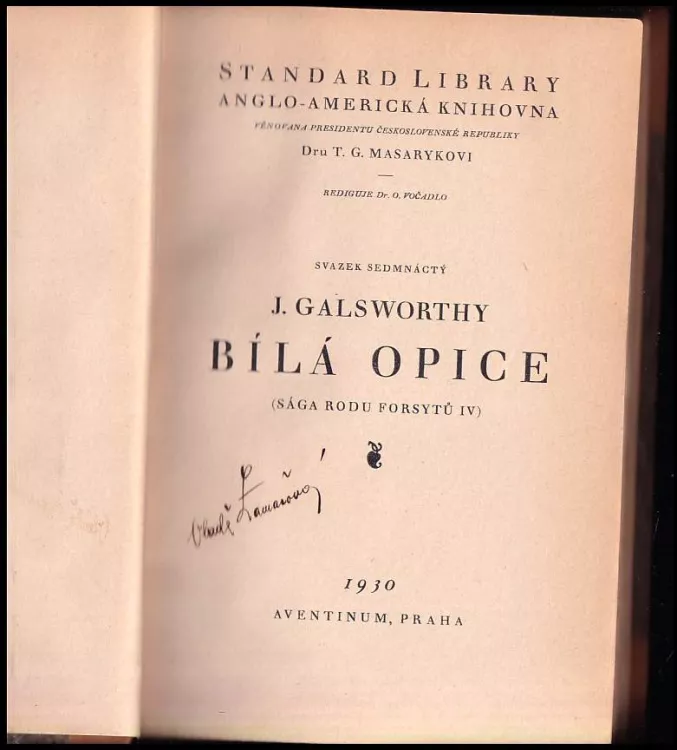 STANDARD LIBRARY
ANGLO-AMERICKÁ KNIHOVNA
VĚNOVANA PRESIDENTU ČESKOSLOVENSKÉ REPUBLIKY
Dru T. G. MASARYKOVI
REDIGUJE Dr. O. VOČADLO
SVAZEK SEDMNÁCTÝ
J. GALSWORTHY
BÍLÁ OPICE
(SÁGA RODU FORSYTŮ IV)
1930
AVENTINUM, PRAHA